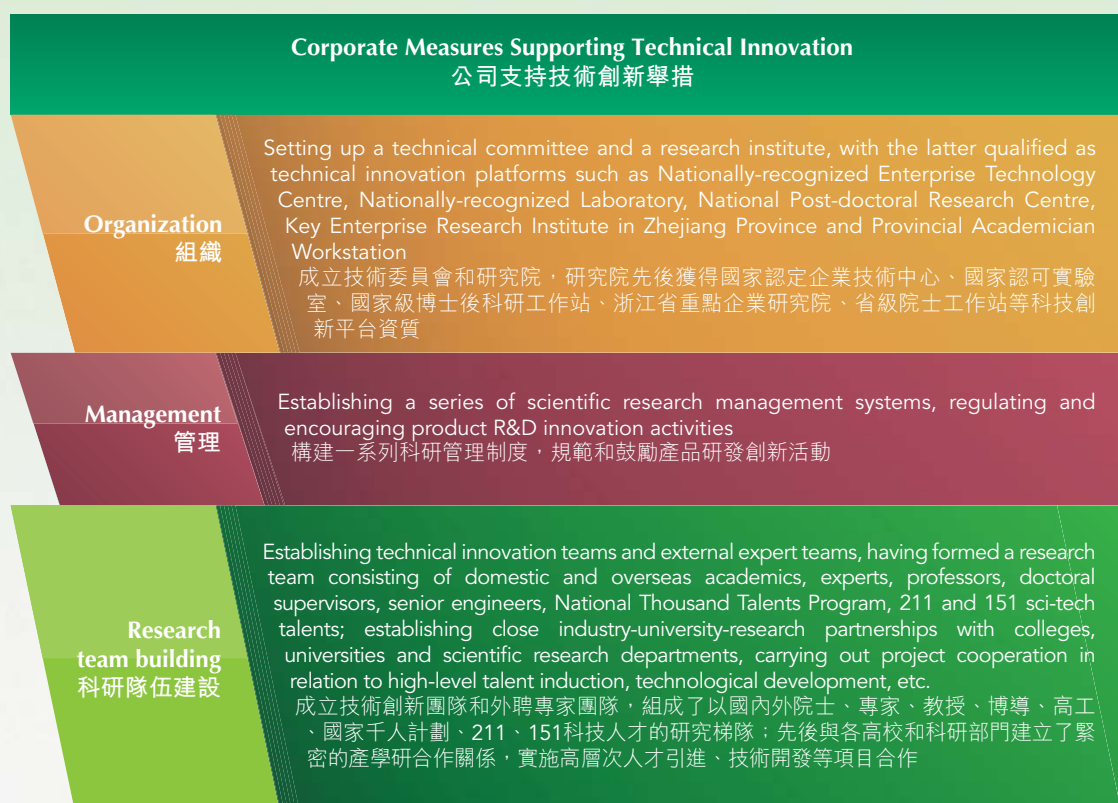 Corporate Measures Supporting Technical Innovation
公司支持技術創新舉措
Organization
組織
Setting up a technical committee and a research institute, with the latter qualified as
technical innovation platforms such as Nationally-recognized Enterprise Technology
Centre, Nationally-recognized Laboratory, National Post-doctoral Research Centre,
Key Enterprise Research Institute in Zhejiang Province and Provincial Academician
Workstation
成立技術委員會和研究院，研究院先後獲得國家認定企業技術中心、國家認可實驗
室、國家級博士後科研工作站、浙江省重點企業研究院、省級院士工作站等科技創
新平台資質
Management
管理
Establishing a series of scientific research management systems, regulating and
encouraging product R&D innovation activities
構建一系列科研管理制度，規範和鼓勵產品研發創新活動
Research
team building
科研隊伍建設
Establishing technical innovation teams and external expert teams, having formed a research
team consisting of domestic and overseas academics, experts, professors, doctoral
supervisors, senior engineers, National Thousand Talents Program, 211 and 151 sci-tech
talents; establishing close industry-university-research partnerships with colleges,
universities and scientific research departments, carrying out project cooperation in
relation to high-level talent induction, technological development, etc.
成立技術創新團隊和外聘專家團隊，組成了以國內外院士、專家、教授、博導、高工
、國家千人計劃、211、151科技人才的研究梯隊；先後與各高校和科研部門建立了緊
密的產學研合作關係，實施高層次人才引進、技術開發等項目合作